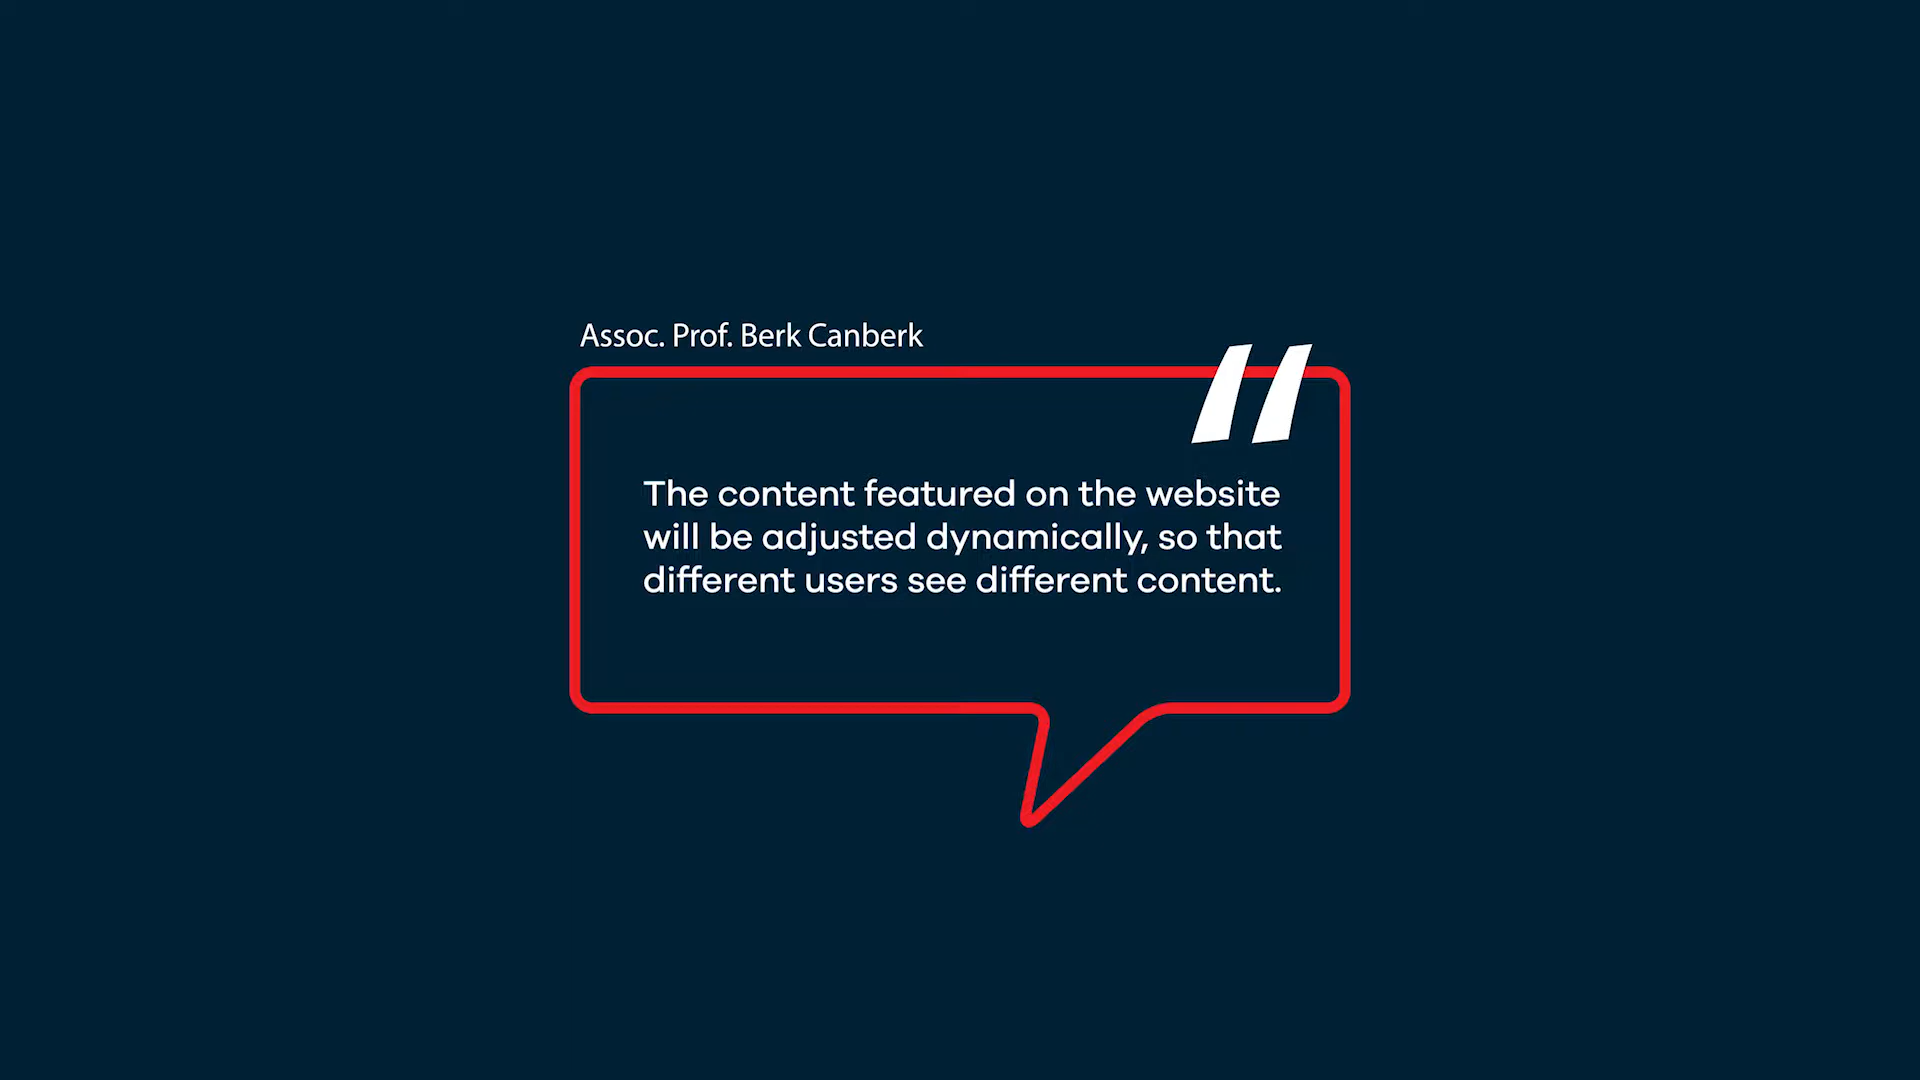 Assoc. Prof. Berk Canberk
The content featured on the website
will be adjusted dynamically, so that
different users see different content.